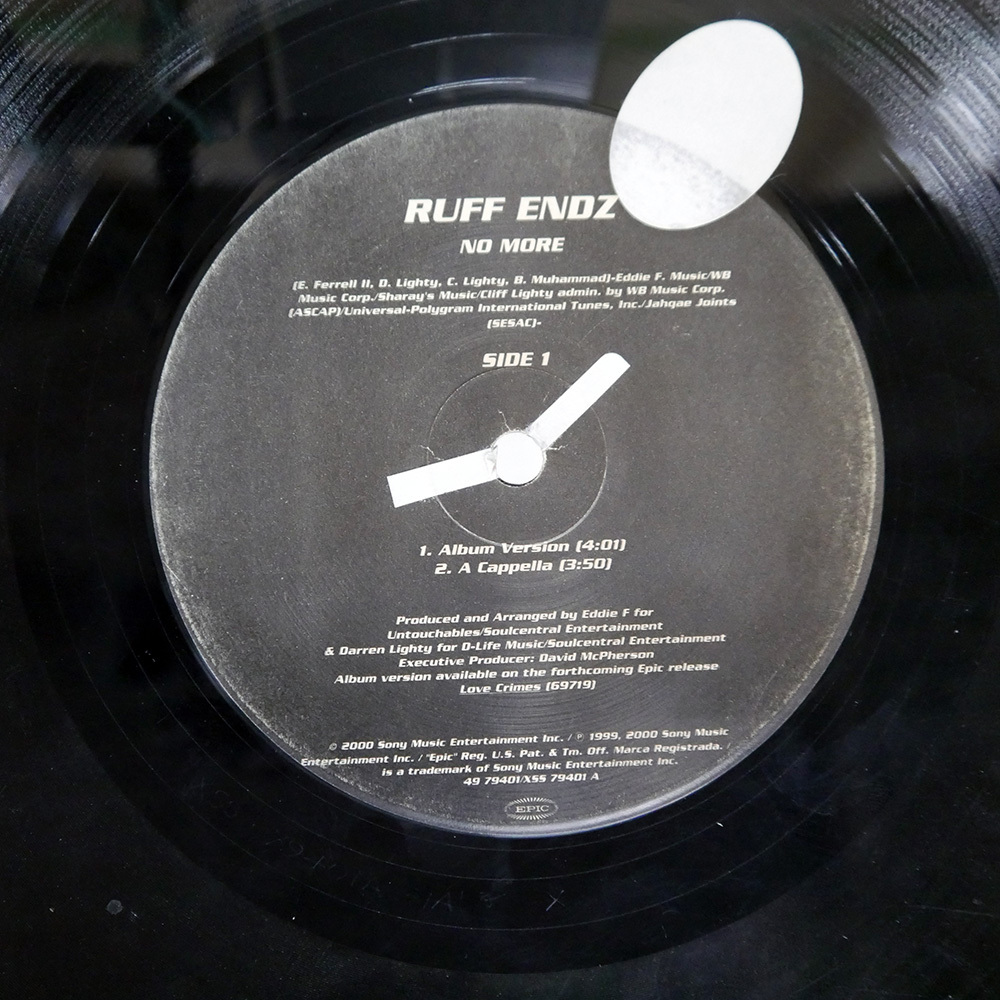 RUFF ENDZ
NO MORE
(E. Ferrell II, D. Lighty, C. Lighty, B. Muhammad)-Eddie F. Music/WB
Music Corp./Sharay's Music/Cliff Lighty admin. by WB Music Corp.
(ASCAP)/Universal-Polygram International Tunes, Inc./Jahqae Joints
(SESAC)-
SIDE 1
1. Album Version (4:01)
2. A Cappella (3:50)
Produced and Arranged by Eddie F for
Untouchables/Soulcentral Entertainment
& Darren Lighty for D-Life Music/Soulcentral Entertainment
Executive Producer: David McPherson
Album version available on the forthcoming Epic release
Love Crimes (69719)
© 2000 Sony Music Entertainment Inc. / ℗ 1999, 2000 Sony Music
Entertainment Inc. / "Epic" Reg. U.S. Pat. & Tm. Off. Marca Registrada. /
is a trademark of Sony Music Entertainment Inc.
49 79401/XSS 79401 A
EPIC